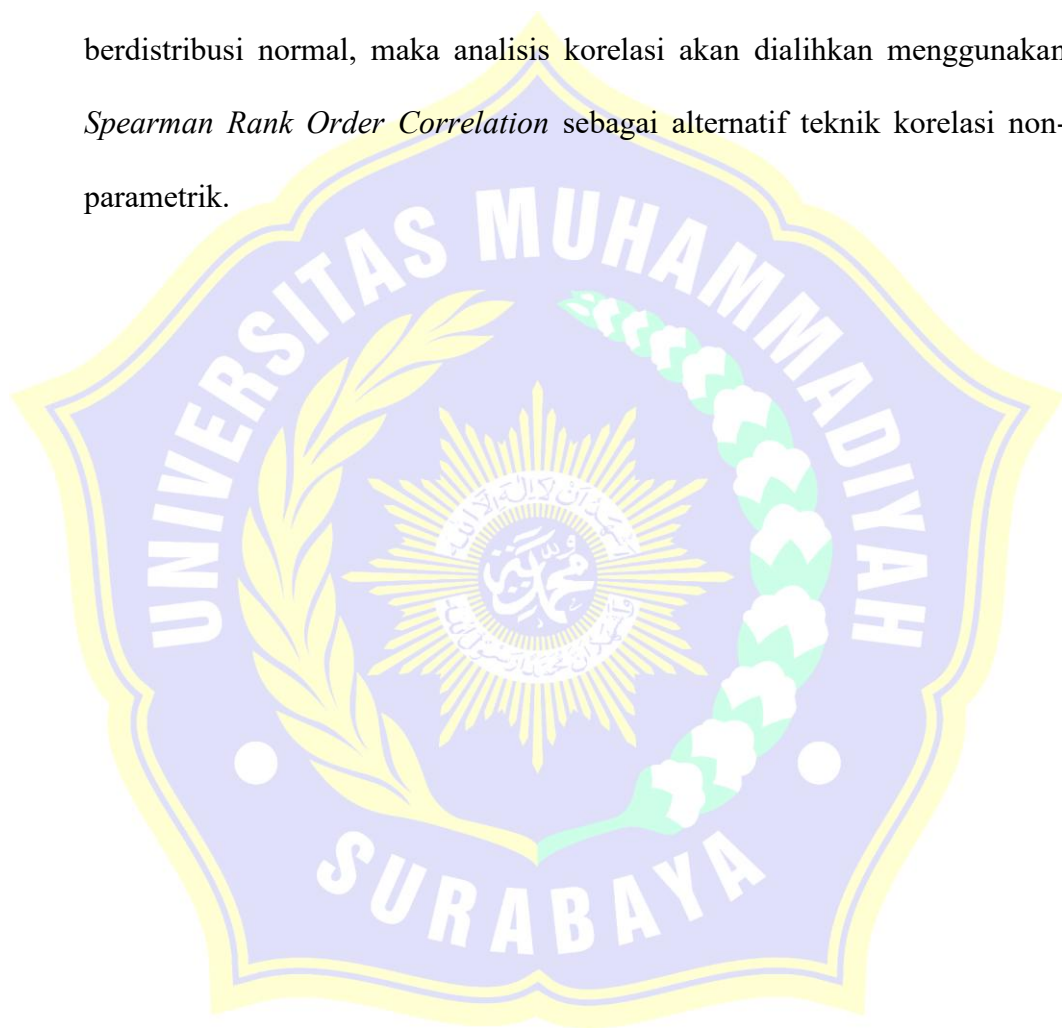 berdistribusi normal, maka analisis korelasi akan dialihkan menggunakan
Spearman Rank Order Correlation sebagai alternatif teknik korelasi non-
parametrik.
UNIVERSITAS MUHAMMADIYAH
SURABAYA